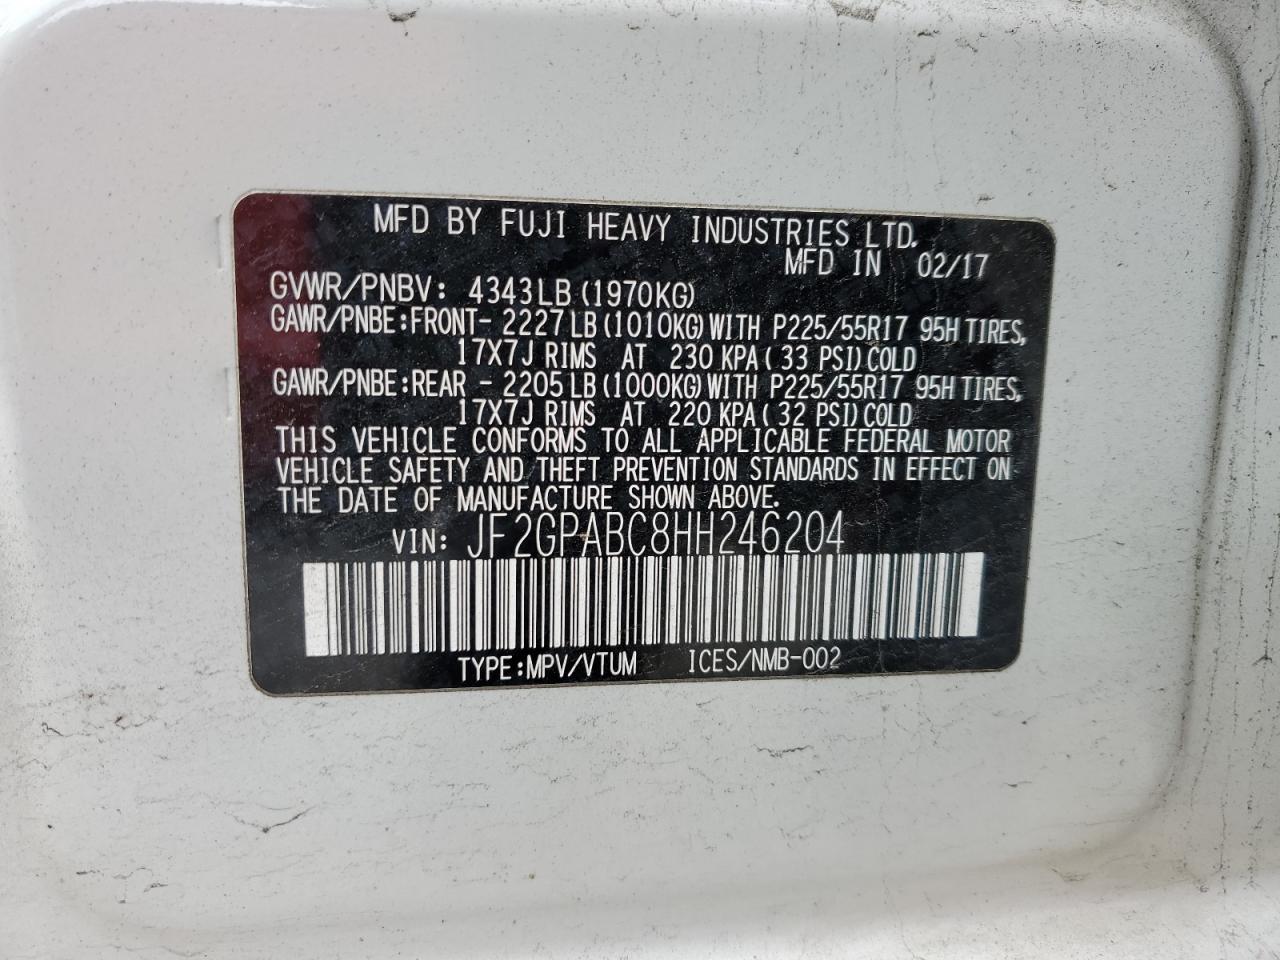 MFD BY FUJI HEAVY INDUSTRIES LTD.
MFD IN 02/17
GVWR/PNBV: 4343LB (1970KG)
GAWR/PNBE:FRONT- 2227 LB (1010KG) WITH P225/55R17 95H TIRES,
17X7J RIMS AT 230 KPA ( 33 PSI) COLD
GAWR/PNBE:REAR - 2205 LB (1000KG) WITH P225/55R17 95H TIRES,
17X7J RIMS AT 220 KPA ( 32 PSI) COLD
THIS VEHICLE CONFORMS TO ALL APPLICABLE FEDERAL MOTOR
VEHICLE SAFETY AND THEFT PREVENTION STANDARDS IN EFFECT ON
THE DATE OF MANUFACTURE SHOWN ABOVE.
VIN: JF2GPABC8HH246204
TYPE:MPV/VTUM ICES/NMB-002